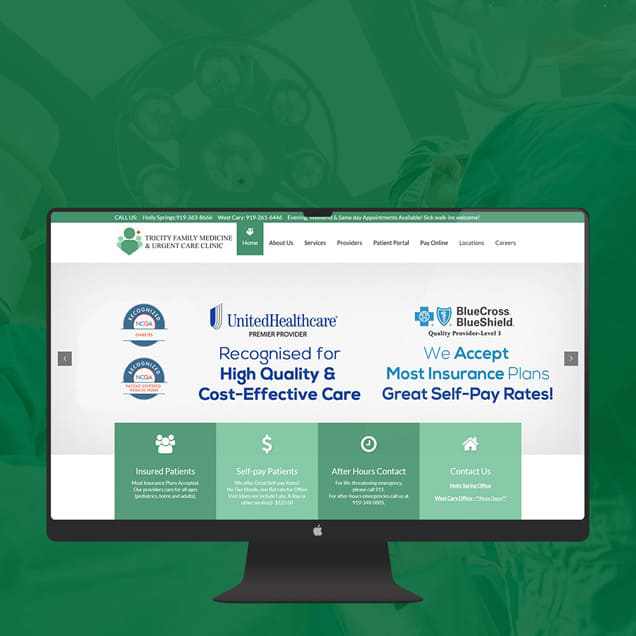 CALL US: Holly Springs:919-363-8666 West Cary: 919-261-6446 Evening, Weekend & Same day Appointments Available! Sick walk-ins welcome!
TRICITY FAMILY MEDICINE
& URGENT CARE CLINIC
Home About Us Services Providers Patient Portal Pay Online Locations Careers
RECOGNISED
NCQA
DIABETES
RECOGNISED
NCQA
PATIENT-CENTERED
MEDICAL HOME
UnitedHealthcare®
PREMIER PROVIDER
Recognised for
High Quality &
Cost-Effective Care
BlueCross
BlueShield
Quality Provider-Level 3
We Accept
Most Insurance Plans
Great Self-Pay Rates!
Insured Patients
Most Insurance Plans Accepted.
Our providers care for all ages
(pediatrics, teens and adults).
Self-pay Patients
We offer Great Self-pay Rates!
No Tier Hassle, one flat rate for Office
Visit (does not include Labs, X-Ray or
other services) -$125.00
After Hours Contact
For life threatening emergency,
please call 911.
For after-hours emergencies call us at
919-348-0805.
Contact Us
Holly Spring Office
West Cary Office - **Now Open**